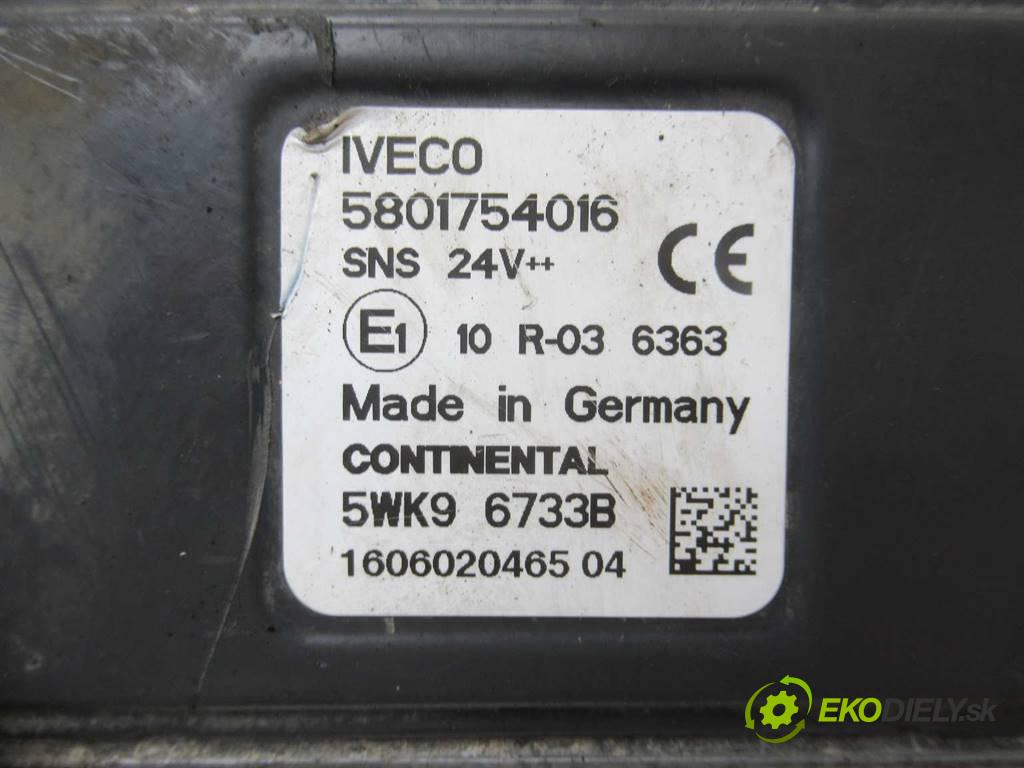 IVECO
5801754016
SNS 24V++
CE
E1 10 R-03 6363
Made in Germany
CONTINENTAL
5WK9 6733B
1606020465 04
EKODIELY.sk